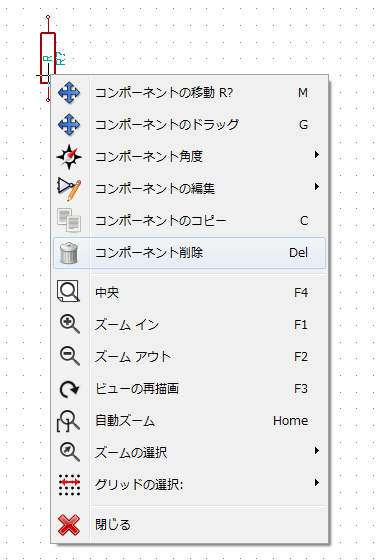 R
R?
コンポーネントの移動 R? M
コンポーネントのドラッグ G
コンポーネント角度
コンポーネントの編集
コンポーネントのコピー C
コンポーネント削除 Del
中央 F4
ズーム イン F1
ズーム アウト F2
ビューの再描画 F3
自動ズーム Home
ズームの選択
グリッドの選択:
閉じる